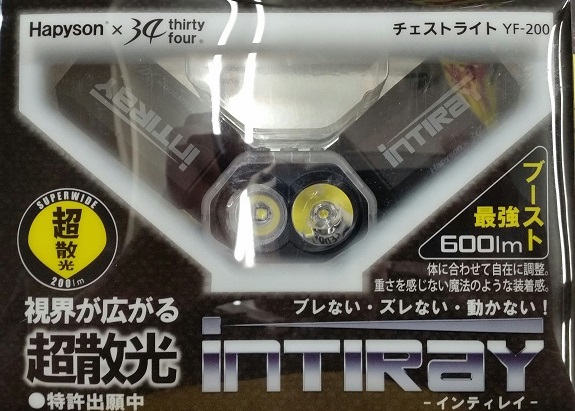 Hapyson® × 34 thirty four®
チェストライト YF-200
INTIRAY
INTIRAY
SUPERWIDE
超
散光
200lm
ブースト
最強
600lm
体に合わせて自在に調整。
重さを感じない魔法のような装着感。
視界が広がる
超散光
●特許出願中
ブレない・ズレない・動かない!
INTIRAY
-インティレイ-